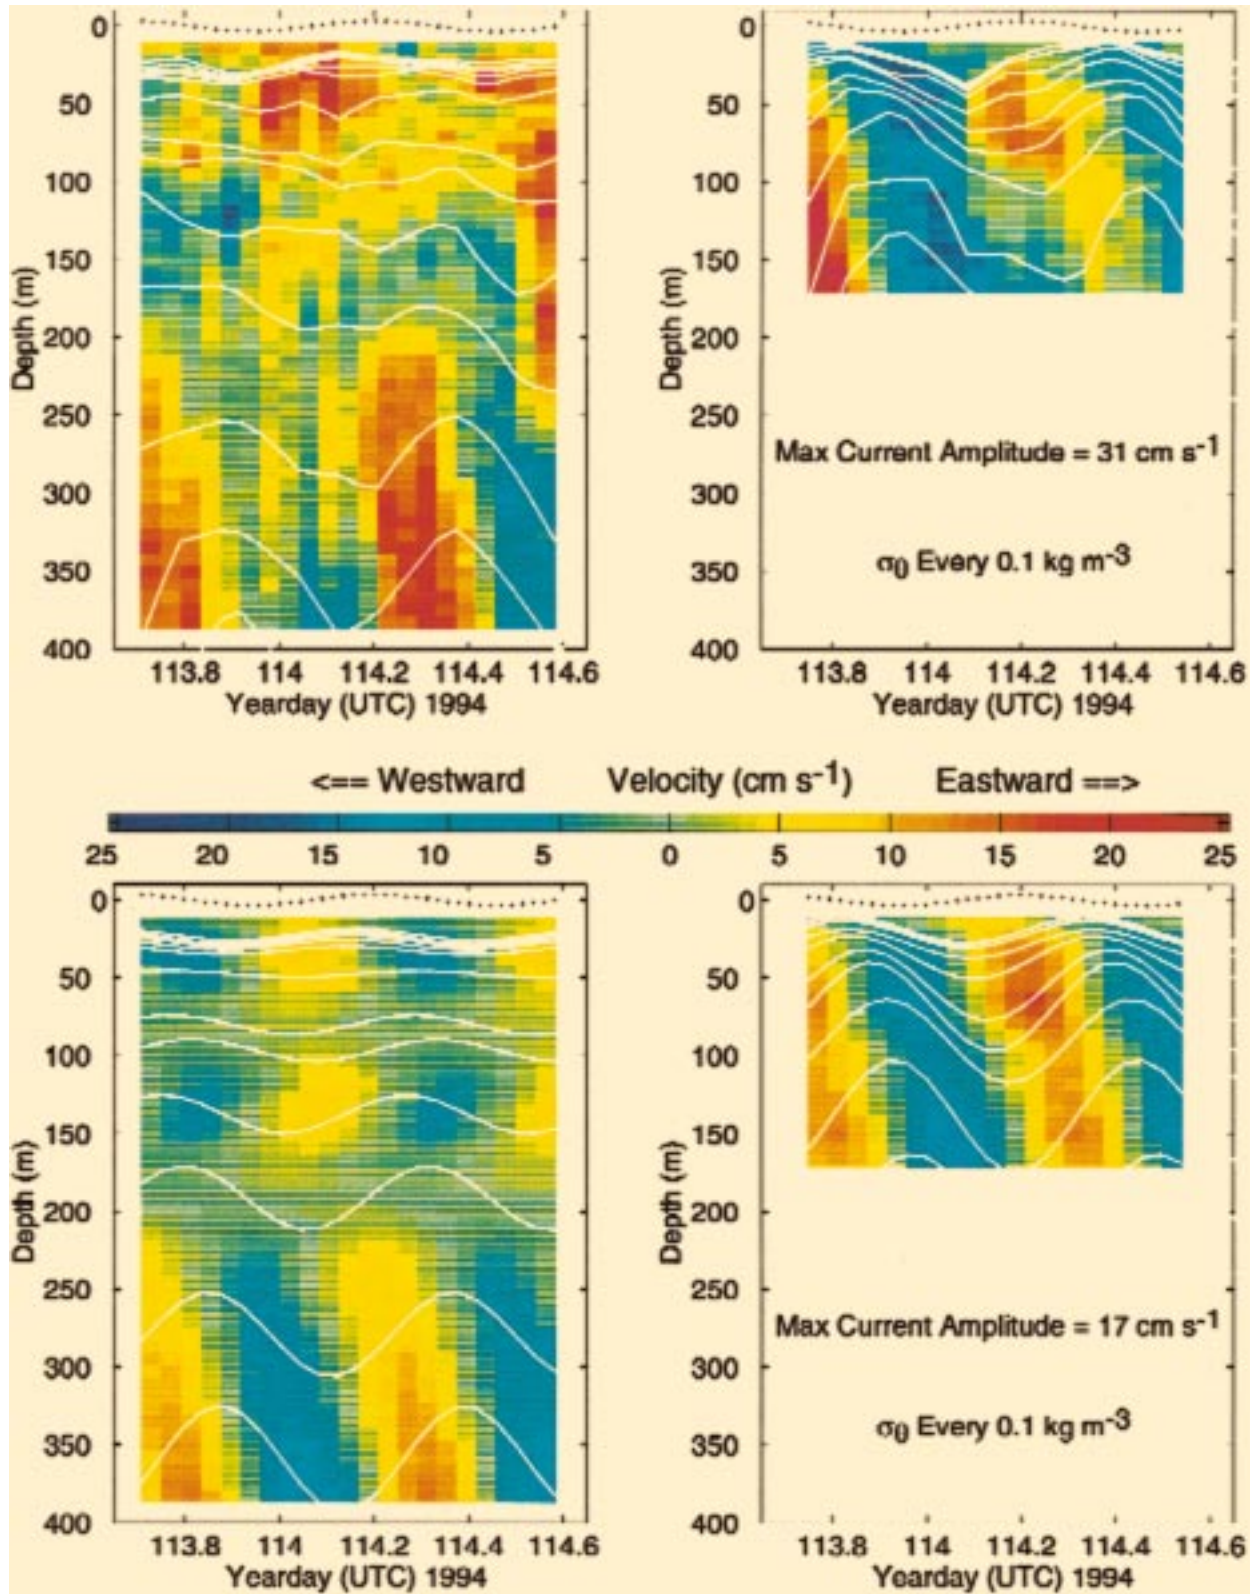 0
50
100
150
200
250
300
350
400
Depth (m)
113.8 114 114.2 114.4 114.6
Yearday (UTC) 1994
0
50
100
150
200
250
300
350
400
Depth (m)
Max Current Amplitude = 31 cm s-1
σ0 Every 0.1 kg m-3
113.8 114 114.2 114.4 114.6
Yearday (UTC) 1994
<== Westward Velocity (cm s-1) Eastward ==>
25 20 15 10 5 0 5 10 15 20 25
0
50
100
150
200
250
300
350
400
Depth (m)
113.8 114 114.2 114.4 114.6
Yearday (UTC) 1994
0
50
100
150
200
250
300
350
400
Depth (m)
Max Current Amplitude = 17 cm s-1
σ0 Every 0.1 kg m-3
113.8 114 114.2 114.4 114.6
Yearday (UTC) 1994